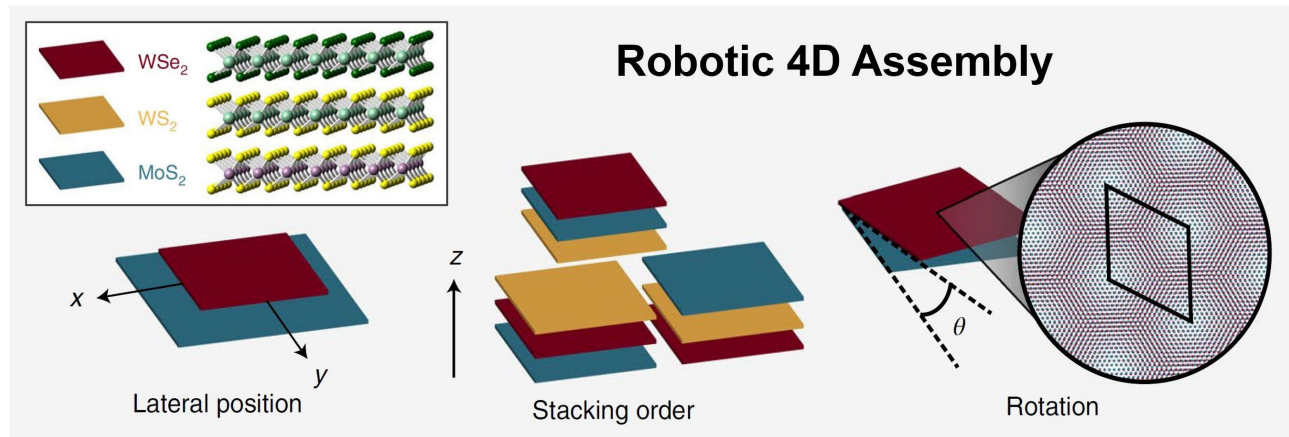 Robotic 4D Assembly
WSe₂
WS₂
MoS₂
x
y
Lateral position
z
Stacking order
θ
Rotation